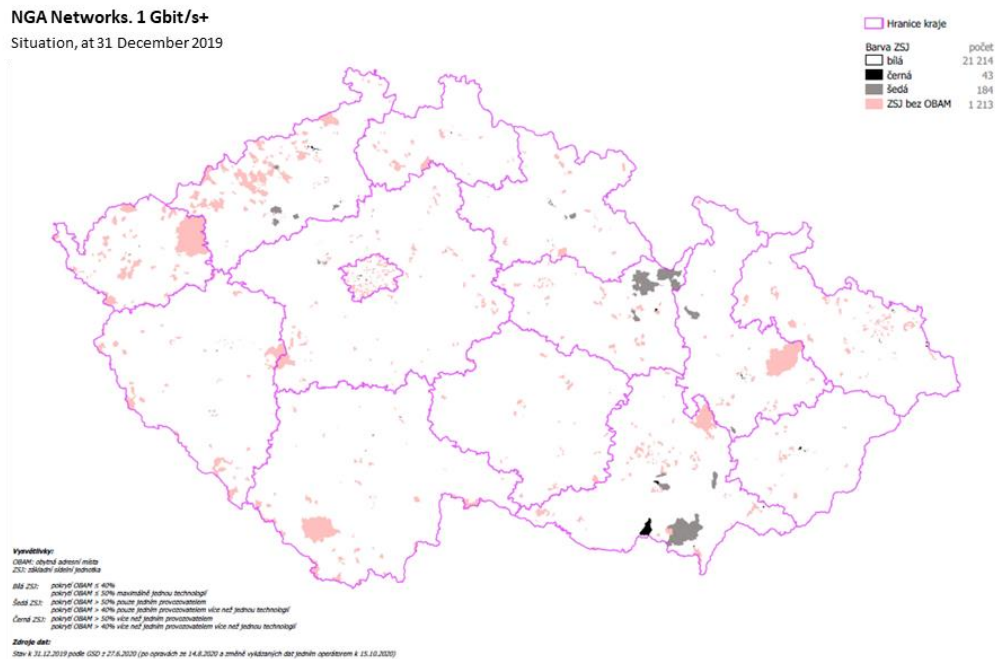 NGA Networks. 1 Gbit/s+
Situation, at 31 December 2019
Hranice kraje
Barva ZSJ počet
bílá 21 214
černá 43
šedá 184
ZSJ bez OBAM 1 213
Vysvětlivky:
OBAM: obytná adresní místa
ZSJ: základní sídelní jednotka
Bílá ZSJ: pokrytí OBAM ≤ 40%
pokrytí OBAM ≤ 50% maximálně jednou technologií
Šedá ZSJ: pokrytí OBAM > 50% pouze jedním provozovatelem
pokrytí OBAM > 40% pouze jedním provozovatelem více než jednou technologií
Černá ZSJ: pokrytí OBAM > 50% více než jedním provozovatelem
pokrytí OBAM > 40% více než jedním provozovatelem více než jednou technologií
Zdroje dat:
Stav k 31.12.2019 podle GSD z 27.6.2020 (po opravách ze 14.8.2020 a změně vykázaných dat jedním operátorem k 15.10.2020)